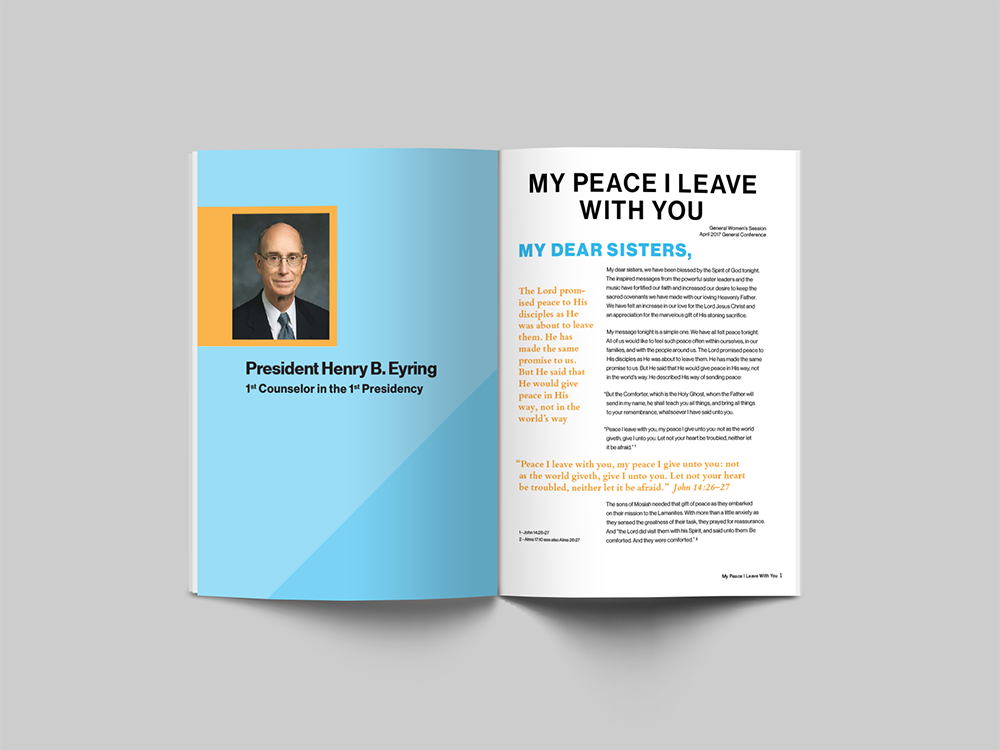 President Henry B. Eyring
1st Counselor in the 1st Presidency
MY PEACE I LEAVE
WITH YOU
General Women's Session
April 2017 General Conference
MY DEAR SISTERS,
The Lord prom-
ised peace to His
disciples as He
was about to leave
them. He has
made the same
promise to us.
But He said that
He would give
peace in His
way, not in the
world's way
My dear sisters, we have been blessed by the Spirit of God tonight.
The inspired messages from the powerful sister leaders and the
music have fortified our faith and increased our desire to keep the
sacred covenants we have made with our loving Heavenly Father.
We have felt an increase in our love for the Lord Jesus Christ and
an appreciation for the marvelous gift of His atoning sacrifice.
My message tonight is a simple one. We have all felt peace tonight.
All of us would like to feel such peace often within ourselves, in our
families, and with the people around us. The Lord promised peace to
His disciples as He was about to leave them. He has made the same
promise to us. But He said that He would give peace in His way, not
in the world's way. He described His way of sending peace:
"But the Comforter, which is the Holy Ghost, whom the Father will
send in my name, he shall teach you all things, and bring all things
to your remembrance, whatsoever I have said unto you.
"Peace I leave with you, my peace I give unto you: not as the world
giveth, give I unto you. Let not your heart be troubled, neither let
it be afraid." 1
"Peace I leave with you, my peace I give unto you: not
as the world giveth, give I unto you. Let not your heart
be troubled, neither let it be afraid." John 14:26–27
The sons of Mosiah needed that gift of peace as they embarked
on their mission to the Lamanites. With more than a little anxiety as
they sensed the greatness of their task, they prayed for reassurance.
And "the Lord did visit them with his Spirit, and said unto them: Be
comforted. And they were comforted."
1 - John 14:26-27
2 - Alma 17:10 see also Alma 26:27
My Peace I Leave With You 1